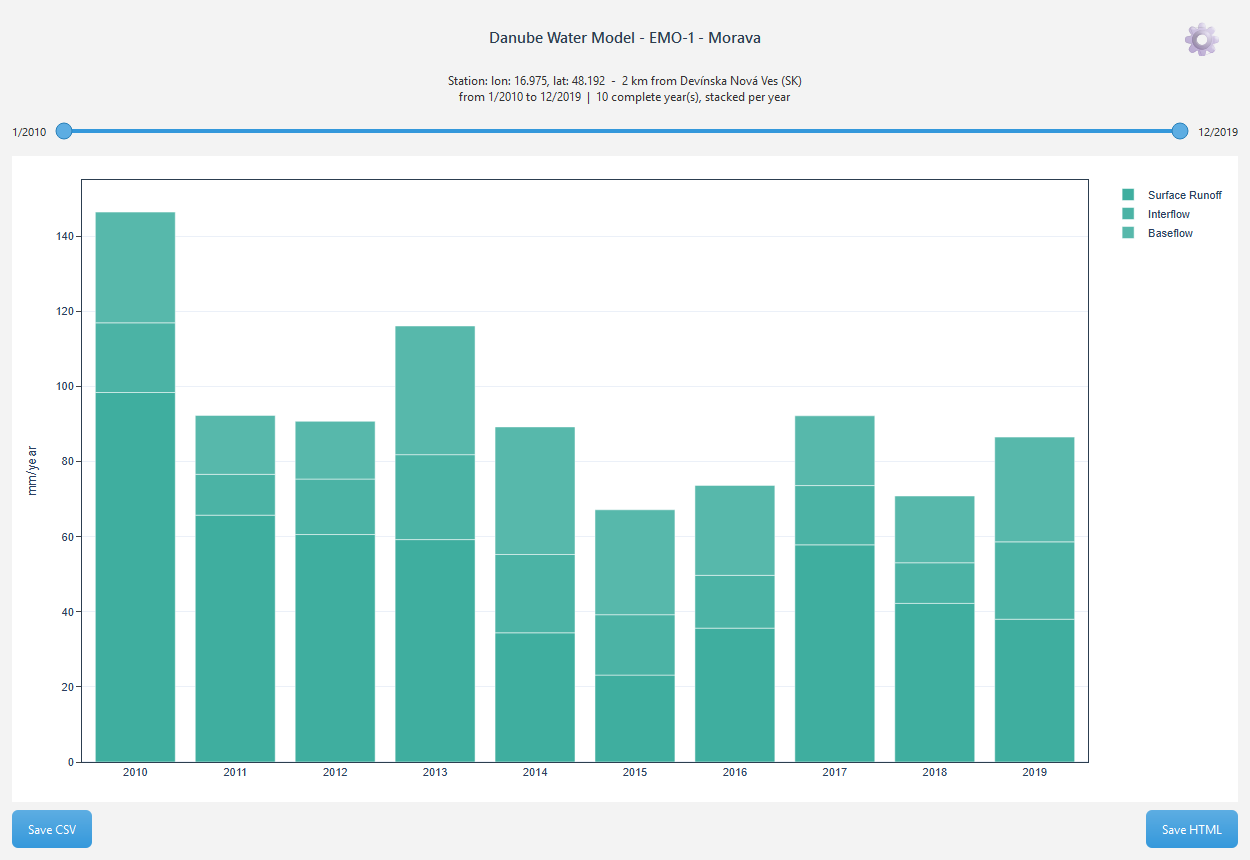 Danube Water Model - EMO-1 - Morava
Station: lon: 16.975, lat: 48.192 - 2 km from Devínska Nová Ves (SK)
from 1/2010 to 12/2019 | 10 complete year(s), stacked per year
1/2010
12/2019
Surface Runoff
Interflow
Baseflow
mm/year
140
120
100
80
60
40
20
0
2010
2011
2012
2013
2014
2015
2016
2017
2018
2019
Save CSV
Save HTML